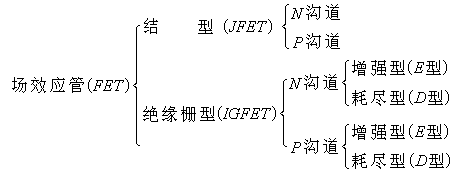 N沟道
结 型 (JFET)
P沟道
场效应管(FET)
增强型(E型)
N沟道
耗尽型(D型)
绝缘栅型(IGFET)
增强型(E型)
P沟道
耗尽型(D型)